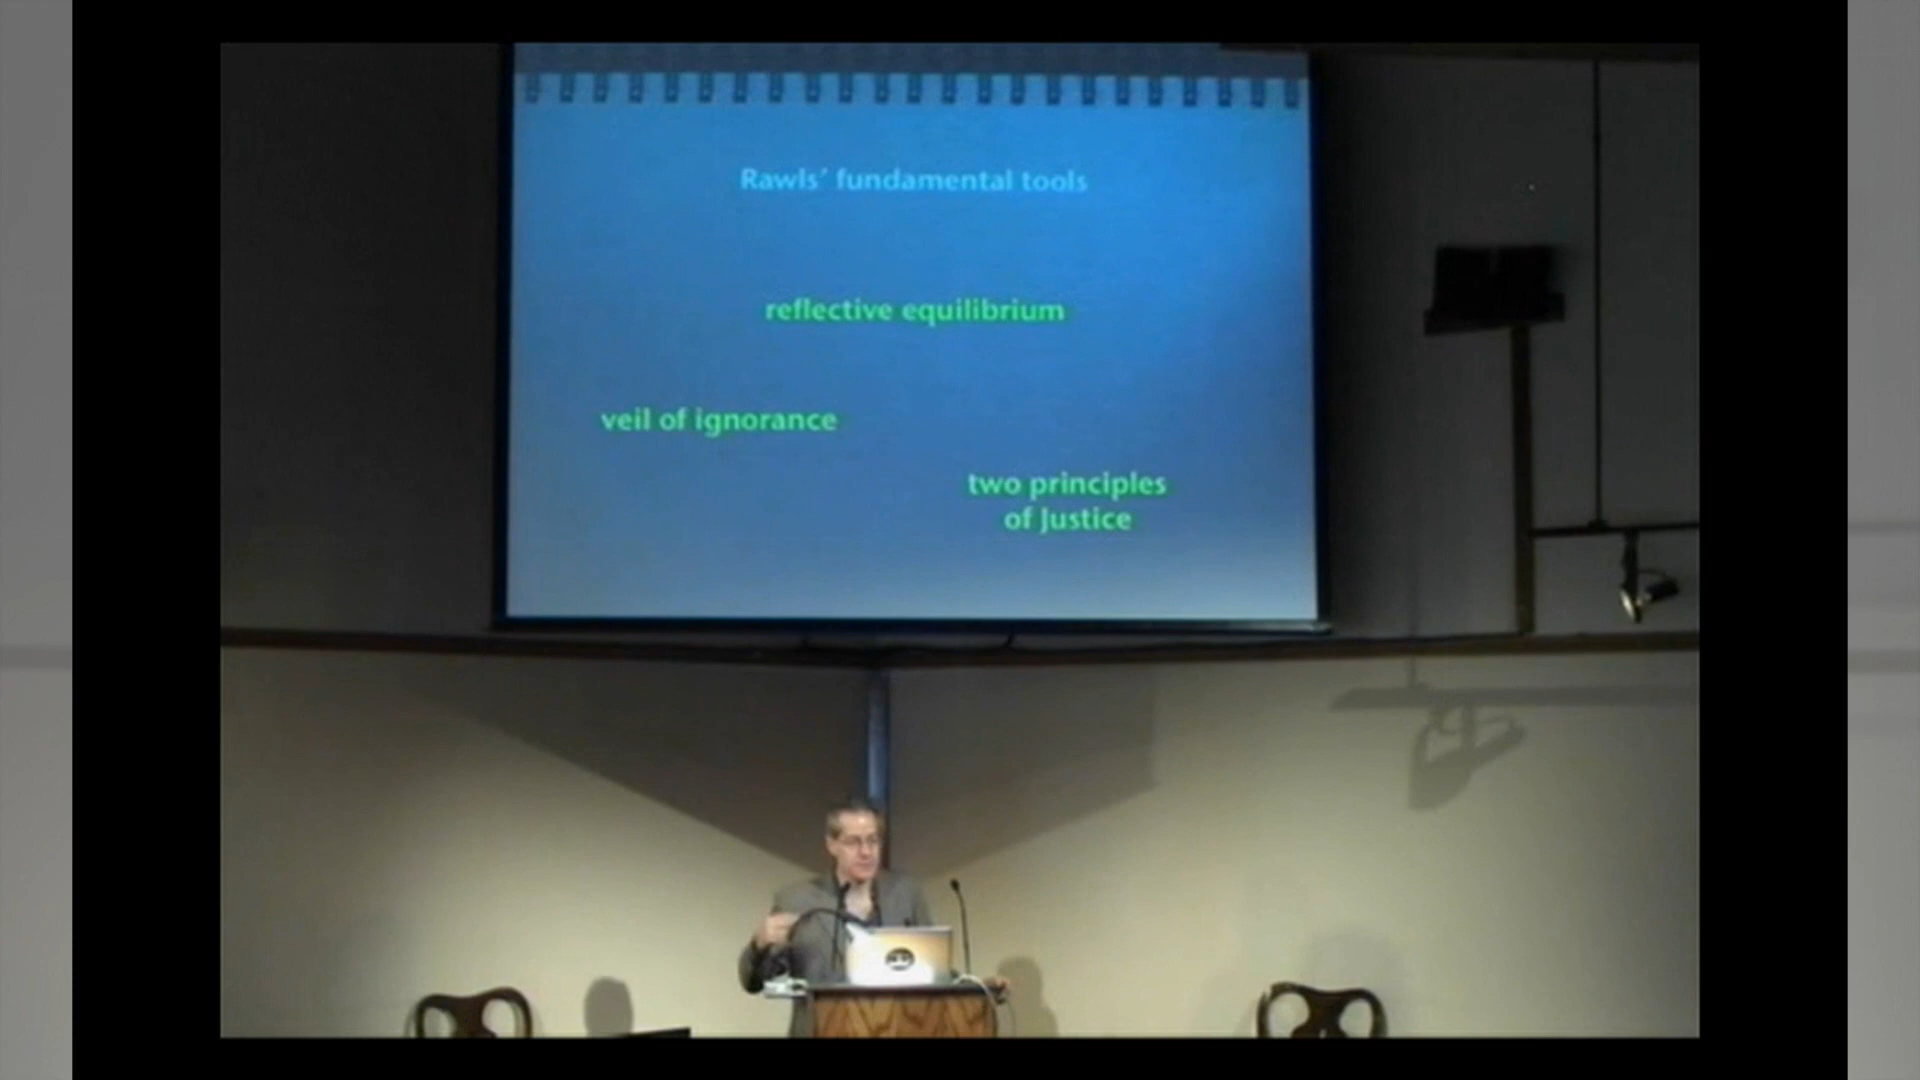 Rawls' fundamental tools
reflective equilibrium
veil of ignorance
two principles
of Justice